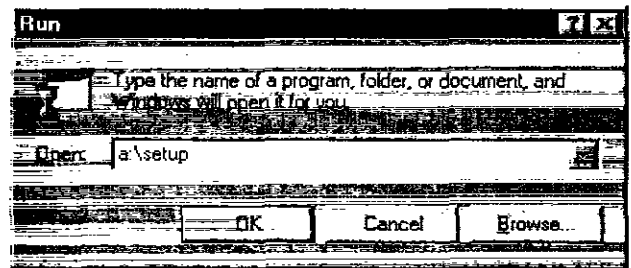 Run
Type the name of a program, folder, or document, and
Windows will open it for you.
Open: a:\setup
OK Cancel Browse...